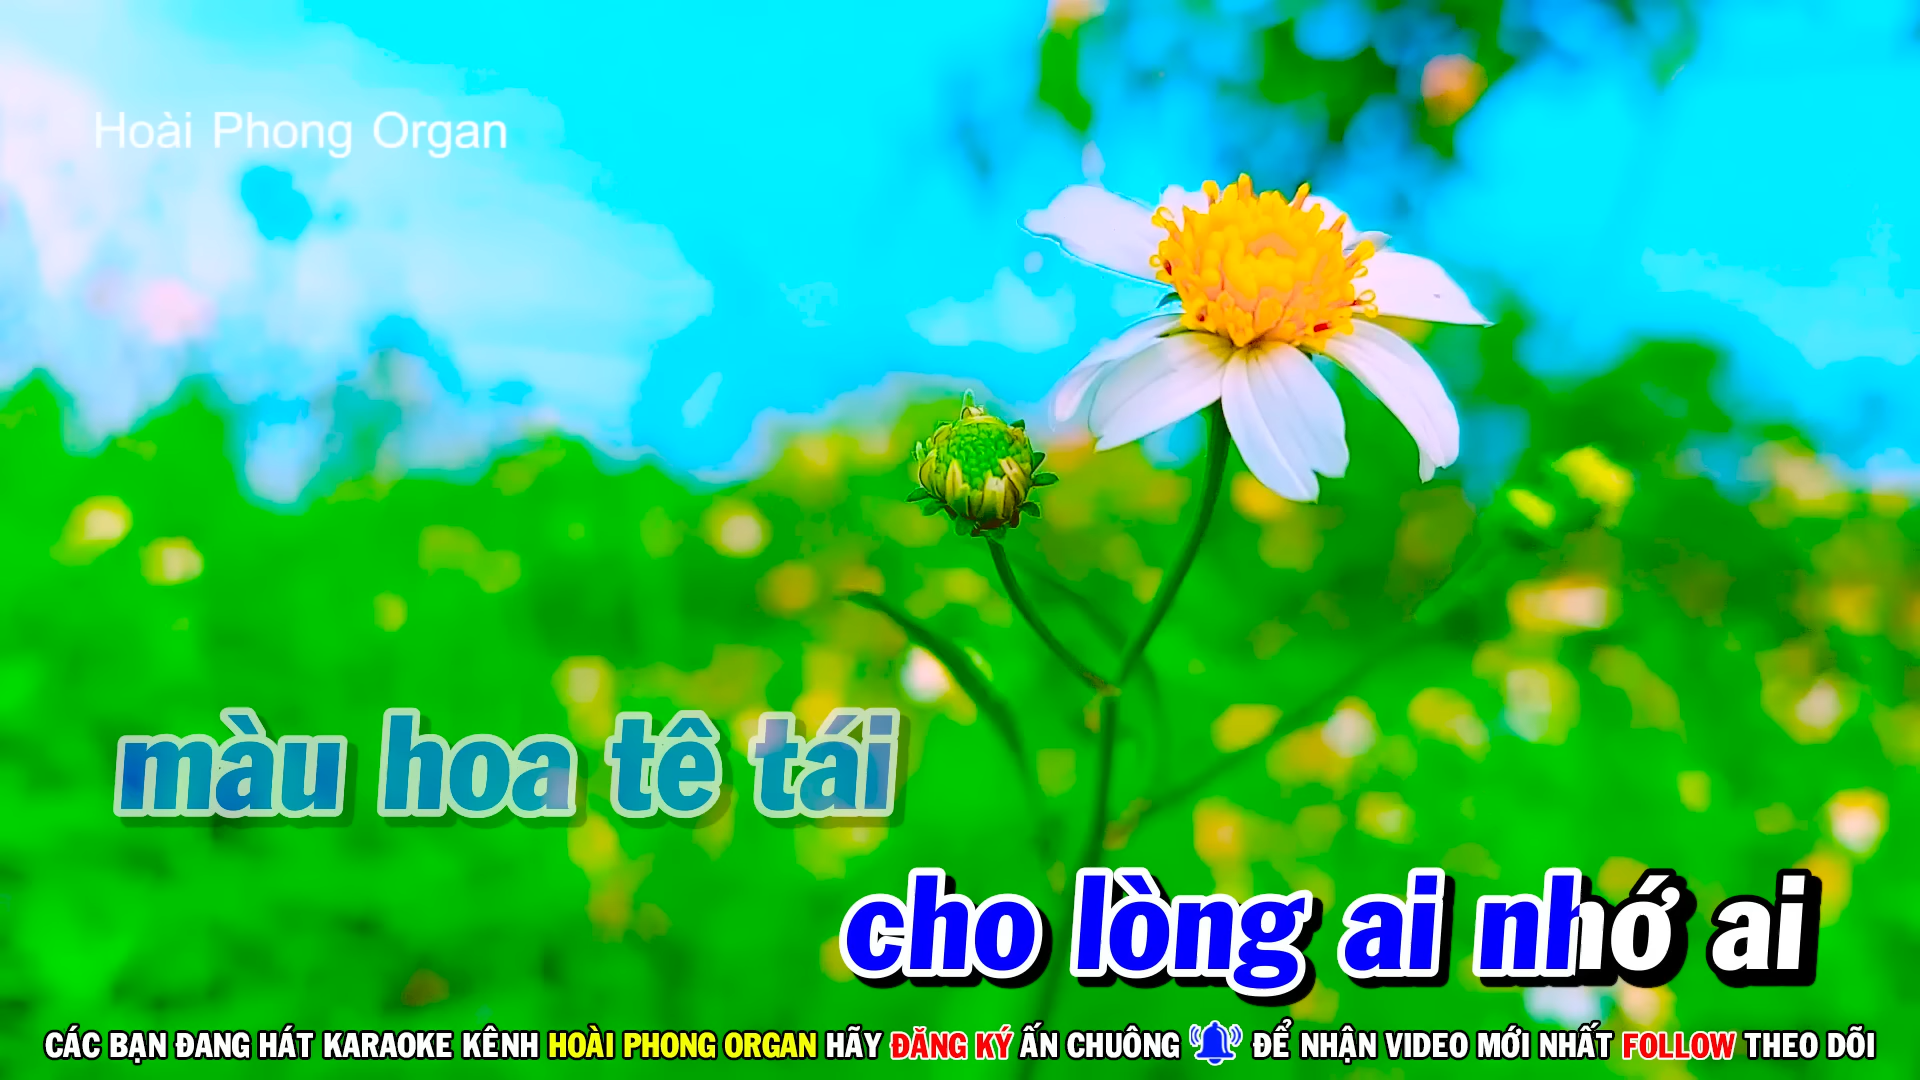 Hoài Phong Organ
màu hoa tê tái
cho lòng ai nhớ ai
CÁC BẠN ĐANG HÁT KARAOKE KÊNH HOÀI PHONG ORGAN HÃY ĐĂNG KÝ ẤN CHUÔNG ĐỂ NHẬN VIDEO MỚI NHẤT FOLLOW THEO DÕI